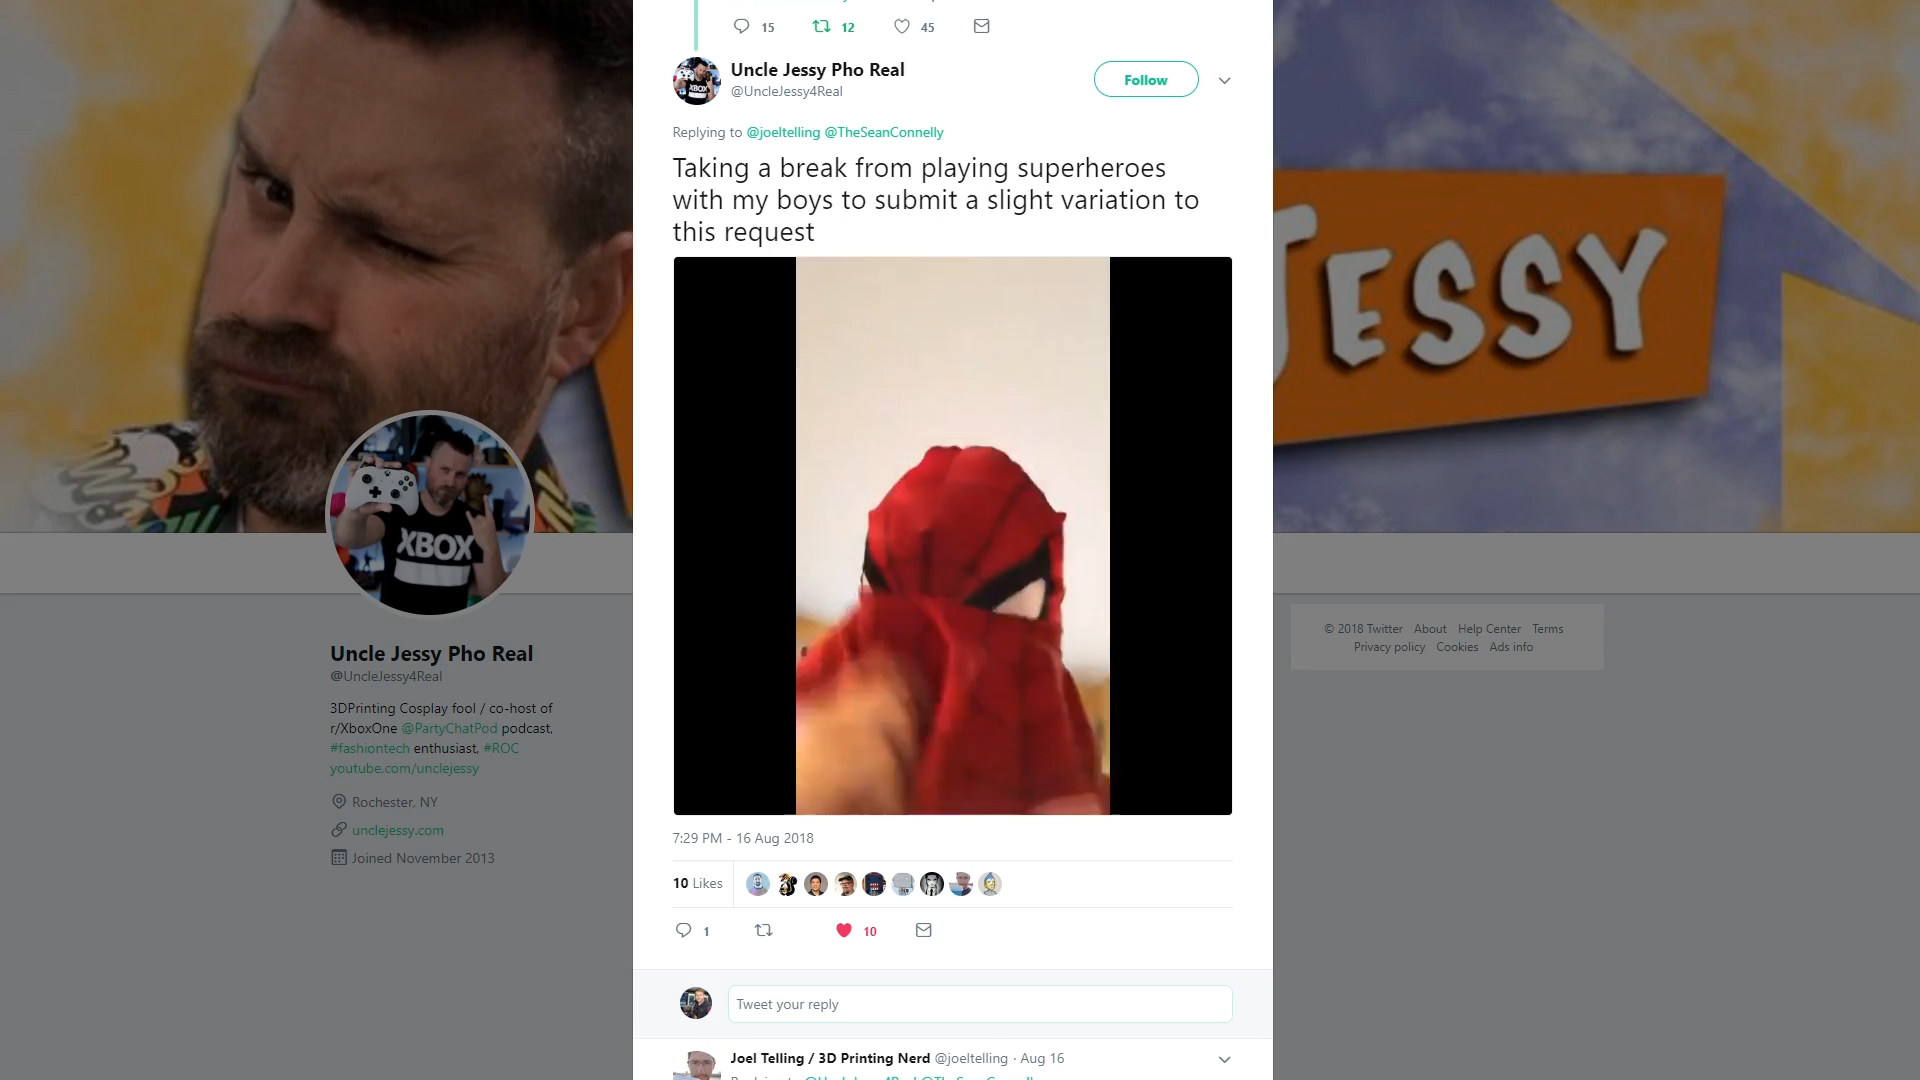 15 12 45
Uncle Jessy Pho Real
@UncleJessy4Real
Follow
Replying to @joeltelling @TheSeanConnelly
Taking a break from playing superheroes
with my boys to submit a slight variation to
this request
7:29 PM - 16 Aug 2018
10 Likes
1 10
Tweet your reply
Joel Telling / 3D Printing Nerd @joeltelling · Aug 16
JESSY
XBOX
Uncle Jessy Pho Real
@UncleJessy4Real
3DPrinting Cosplay fool / co-host of
r/XboxOne @PartyChatPod podcast,
#fashiontech enthusiast, #ROC
youtube.com/unclejessy
Rochester, NY
unclejessy.com
Joined November 2013
© 2018 Twitter About Help Center Terms
Privacy policy Cookies Ads info